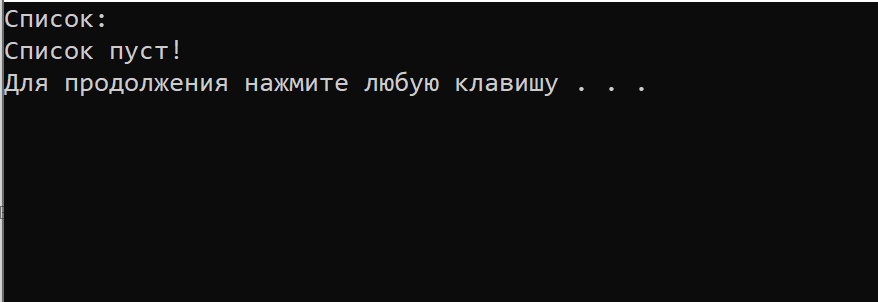 Список:
Список пуст!
Для продолжения нажмите любую клавишу . . .